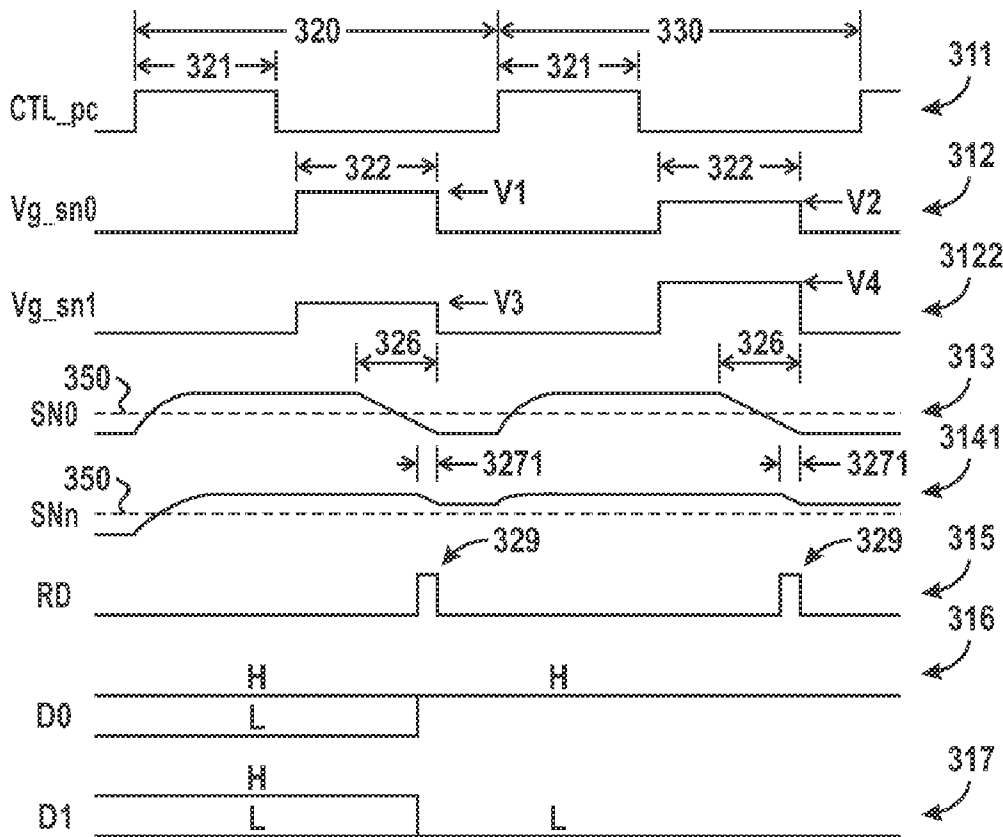 320 330
321 321 311
CTL_pc
322 V1 322 V2 312
Vg_sn0
3122
Vg_sn1 V3 V4
326 326 313
350
SN0
3271 3271 3141
350
SNn
329 329 315
RD
316
H H
D0 L
H 317
D1 L L